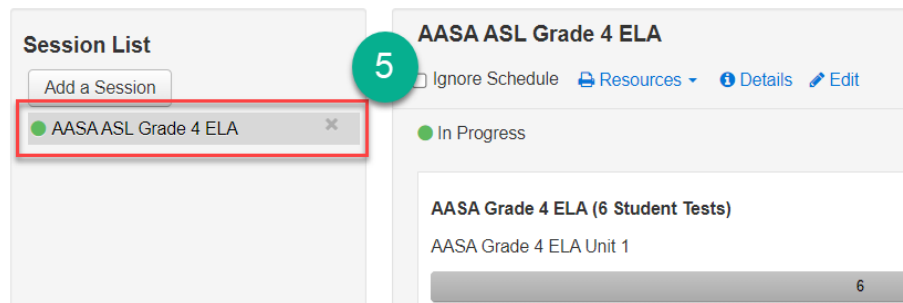 Session List
Add a Session
AASA ASL Grade 4 ELA
5
AASA ASL Grade 4 ELA
Ignore Schedule Resources Details Edit
In Progress
AASA Grade 4 ELA (6 Student Tests)
AASA Grade 4 ELA Unit 1
6